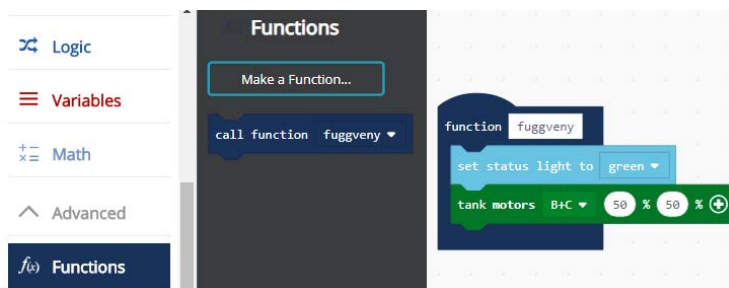 Logic
Variables
Math
Advanced
f(x) Functions
Functions
Make a Function...
call function fuggveny
function fuggveny
set status light to green
tank motors B+C 50 % 50 %